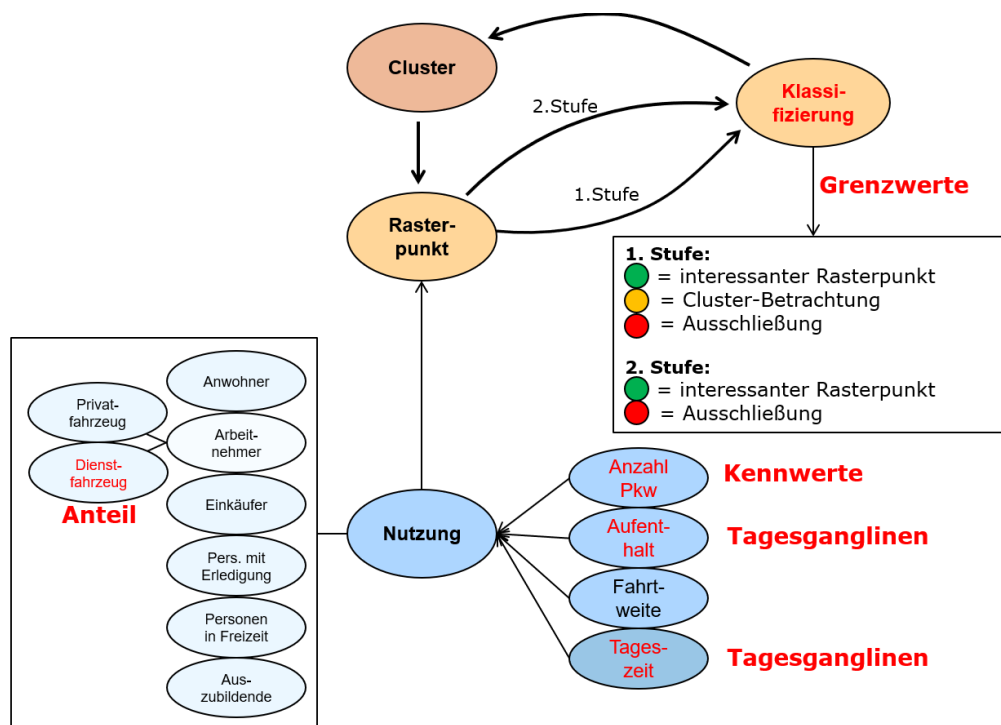 Cluster
Klassi-
fizierung
2.Stufe
1.Stufe
Grenzwerte
Raster-
punkt
1. Stufe:
= interessanter Rasterpunkt
= Cluster-Betrachtung
= Ausschließung
2. Stufe:
= interessanter Rasterpunkt
= Ausschließung
Anwohner
Privat-
fahrzeug
Arbeit-
nehmer
Dienst-
fahrzeug
Anteil
Einkäufer
Pers. mit
Erledigung
Personen
in Freizeit
Aus-
zubildende
Nutzung
Anzahl
Pkw
Kennwerte
Aufent-
halt
Tagesganglinen
Fahrt-
weite
Tages-
zeit
Tagesganglinen